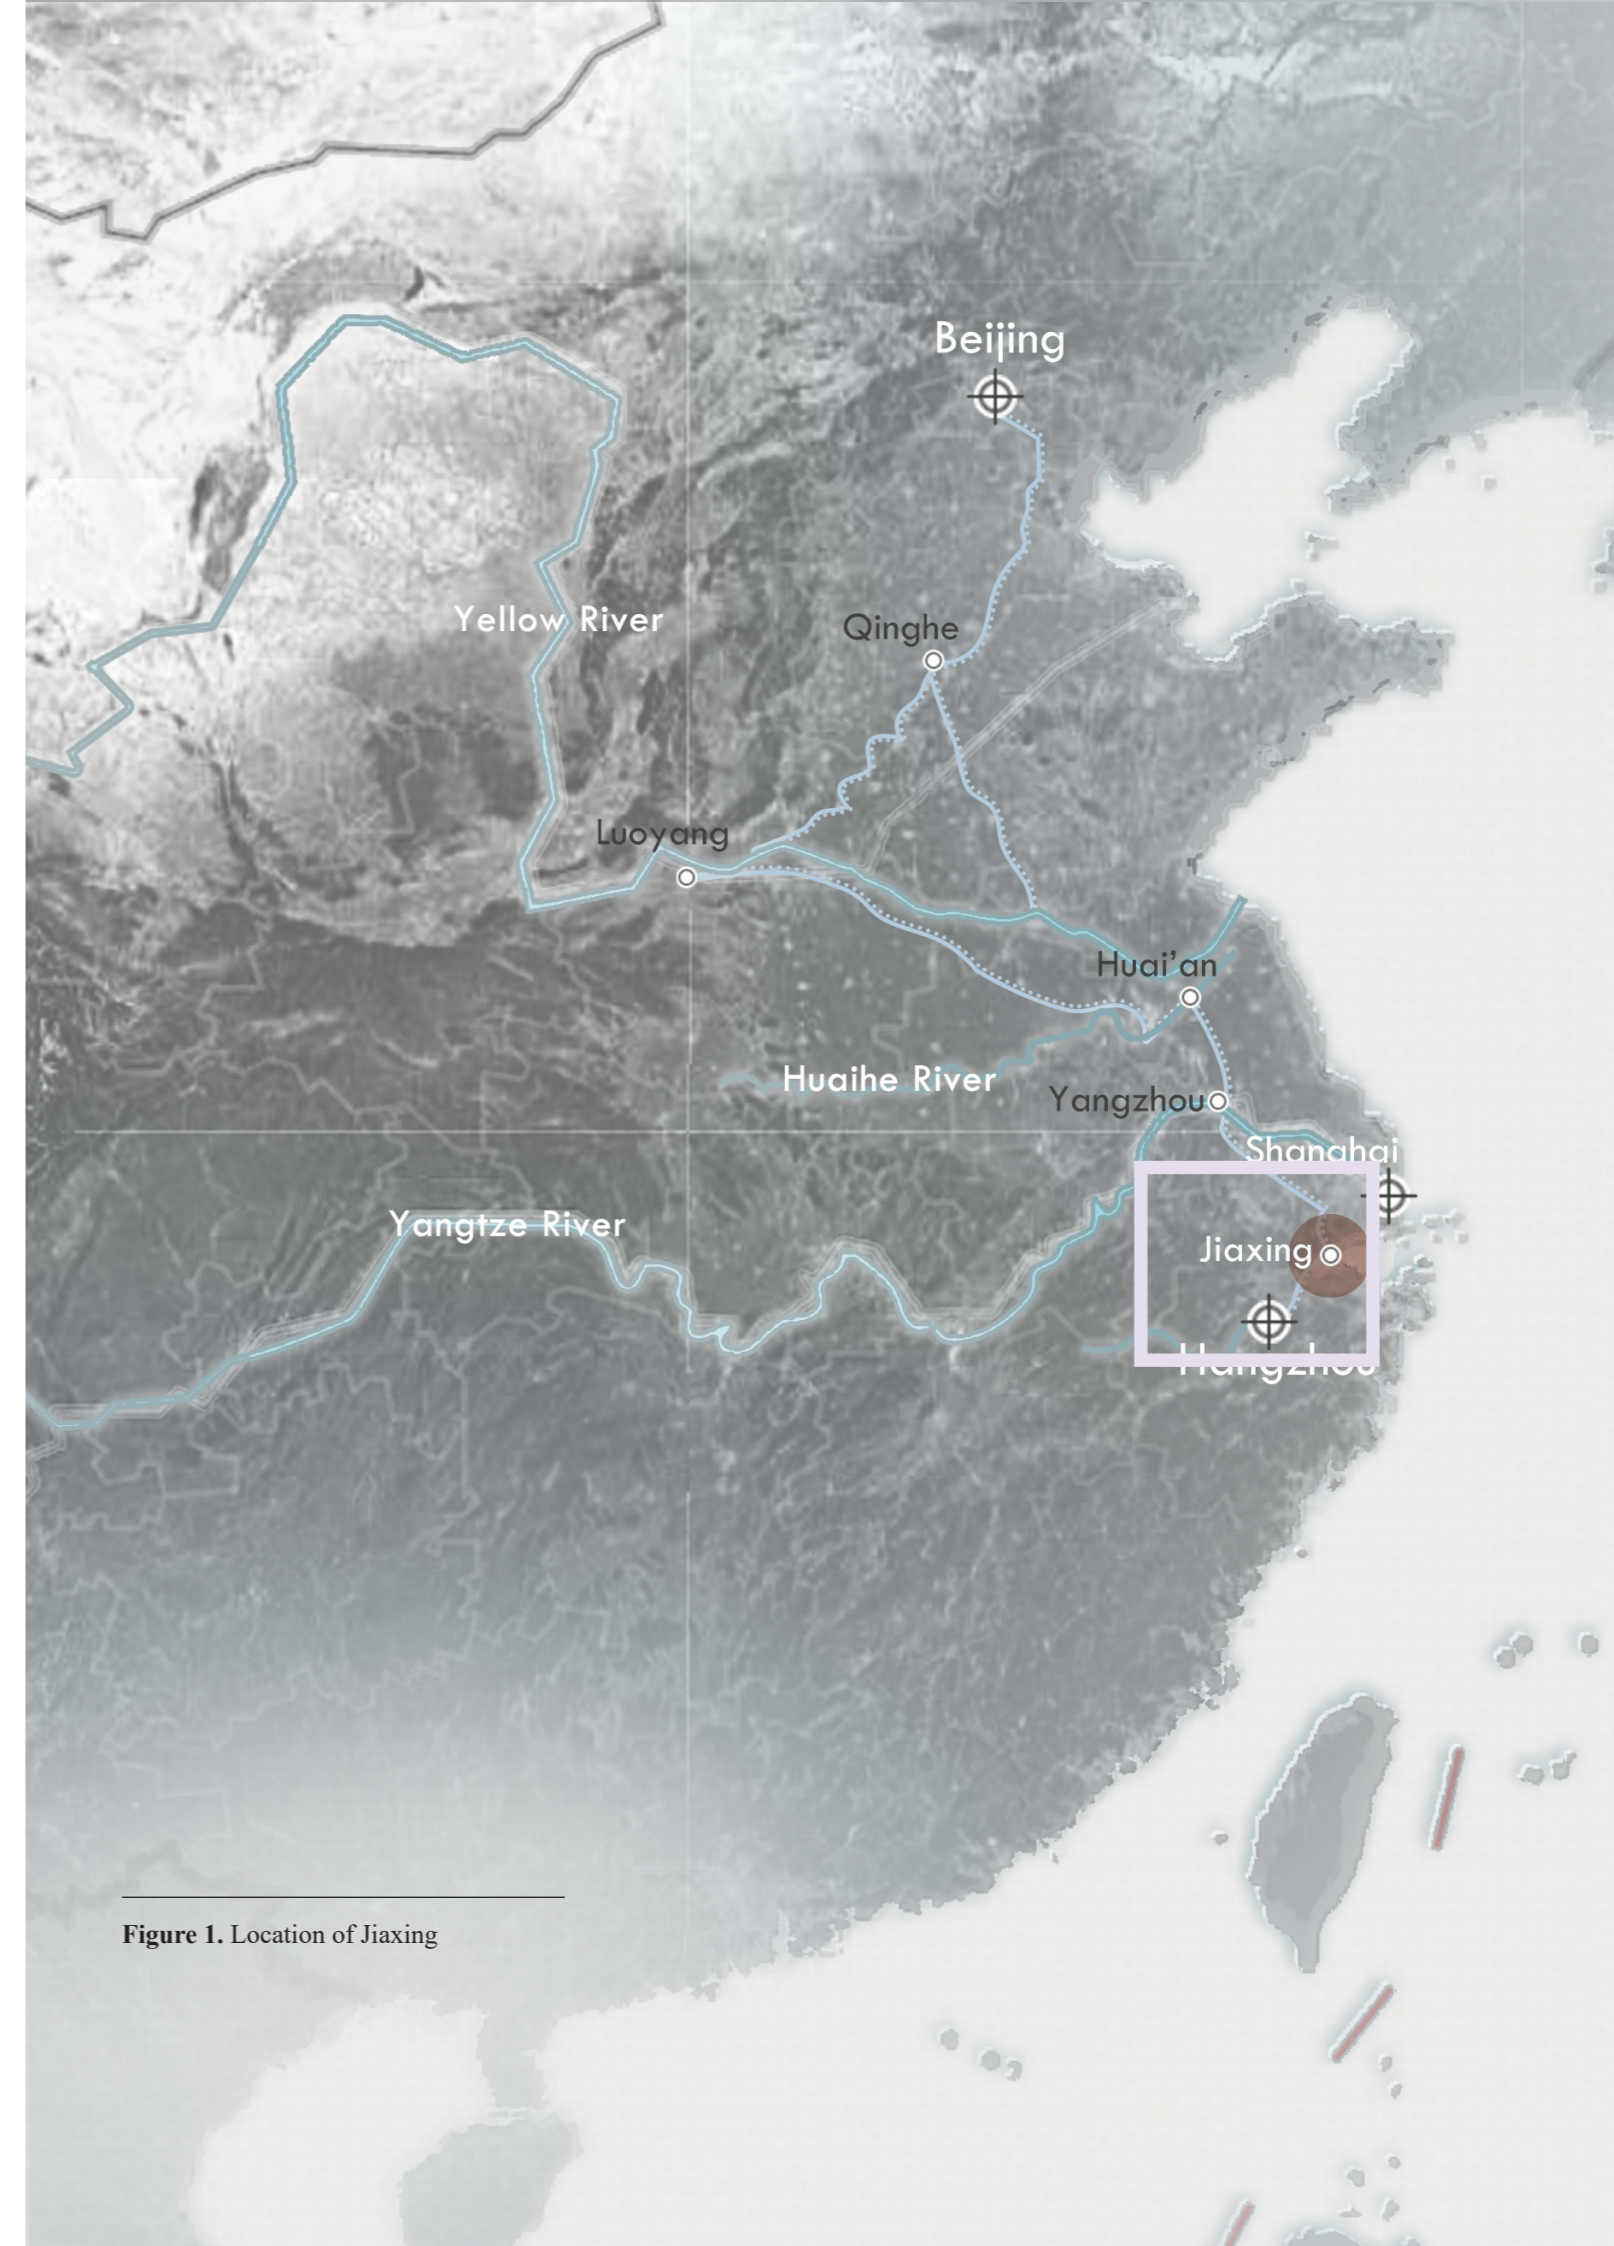 Beijing
Yellow River
Qinghe
Luoyang
Huai'an
Huaihe River
Yangzhou
Shanghai
Yangtze River
Jiaxing
Hangzhou
Figure 1. Location of Jiaxing